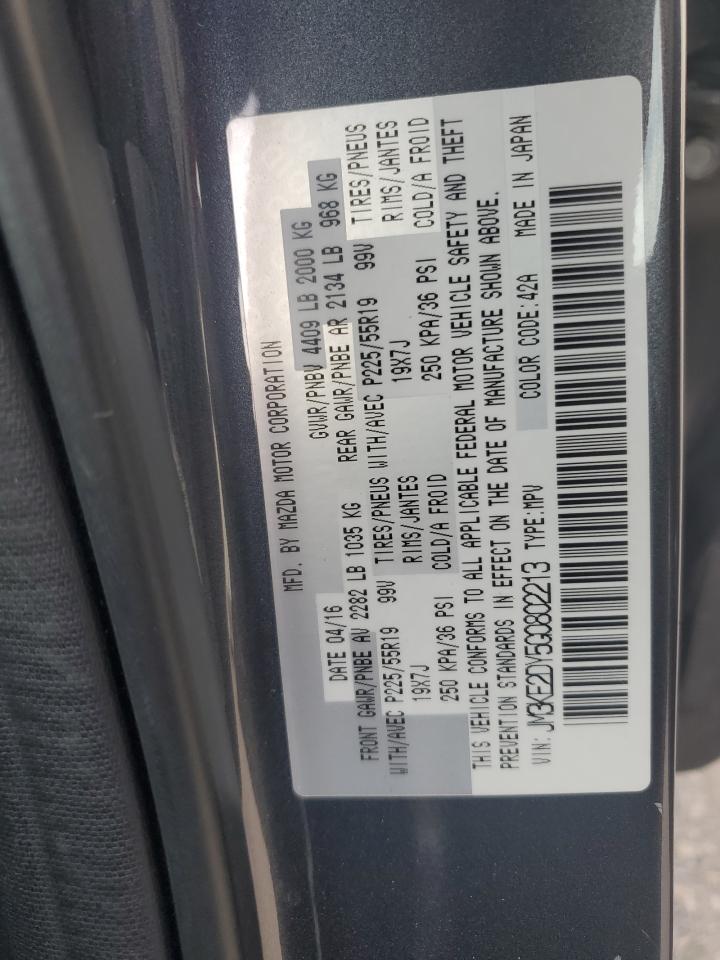 MFD. BY MAZDA MOTOR CORPORATION
DATE 04/16 GVWR/PNBV 4409 LB 2000 KG
FRONT GAWR/PNBE AV 2282 LB 1035 KG REAR GAWR/PNBE AR 2134 LB 968 KG
WITH/AVEC P225/55R19 99V TIRES/PNEUS WITH/AVEC P225/55R19 99V TIRES/PNEUS
19X7J RIMS/JANTES 19X7J RIMS/JANTES
250 KPA/36 PSI COLD/A FROID 250 KPA/36 PSI COLD/A FROID
THIS VEHICLE CONFORMS TO ALL APPLICABLE FEDERAL MOTOR VEHICLE SAFETY AND THEFT
PREVENTION STANDARDS IN EFFECT ON THE DATE OF MANUFACTURE SHOWN ABOVE.
VIN: JM3KE2DY5G0802213 TYPE:MPV COLOR CODE:42A MADE IN JAPAN